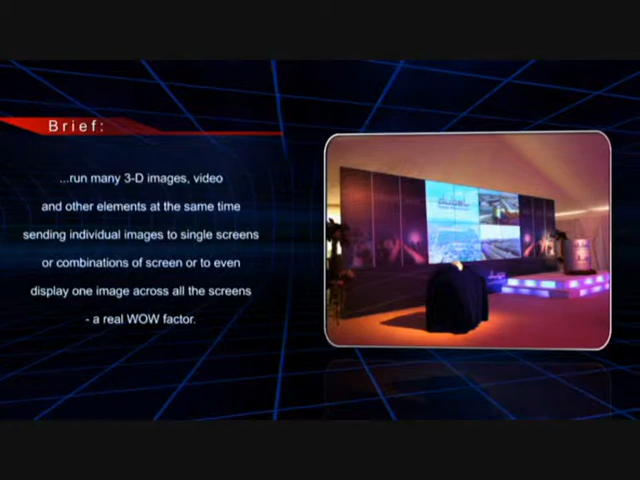 Brief:
...run many 3-D images, video
and other elements at the same time
sending individual images to single screens
or combinations of screen or to even
display one image across all the screens
- a real WOW factor.